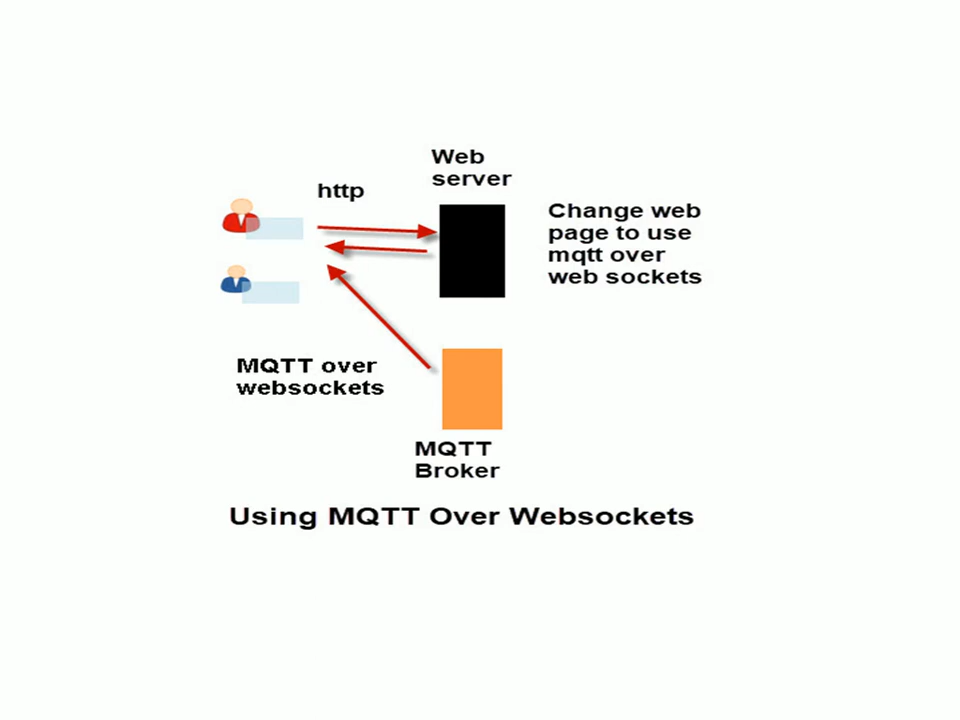 Web
server
http
Change web
page to use
mqtt over
web sockets
MQTT over
websockets
MQTT
Broker
Using MQTT Over Websockets